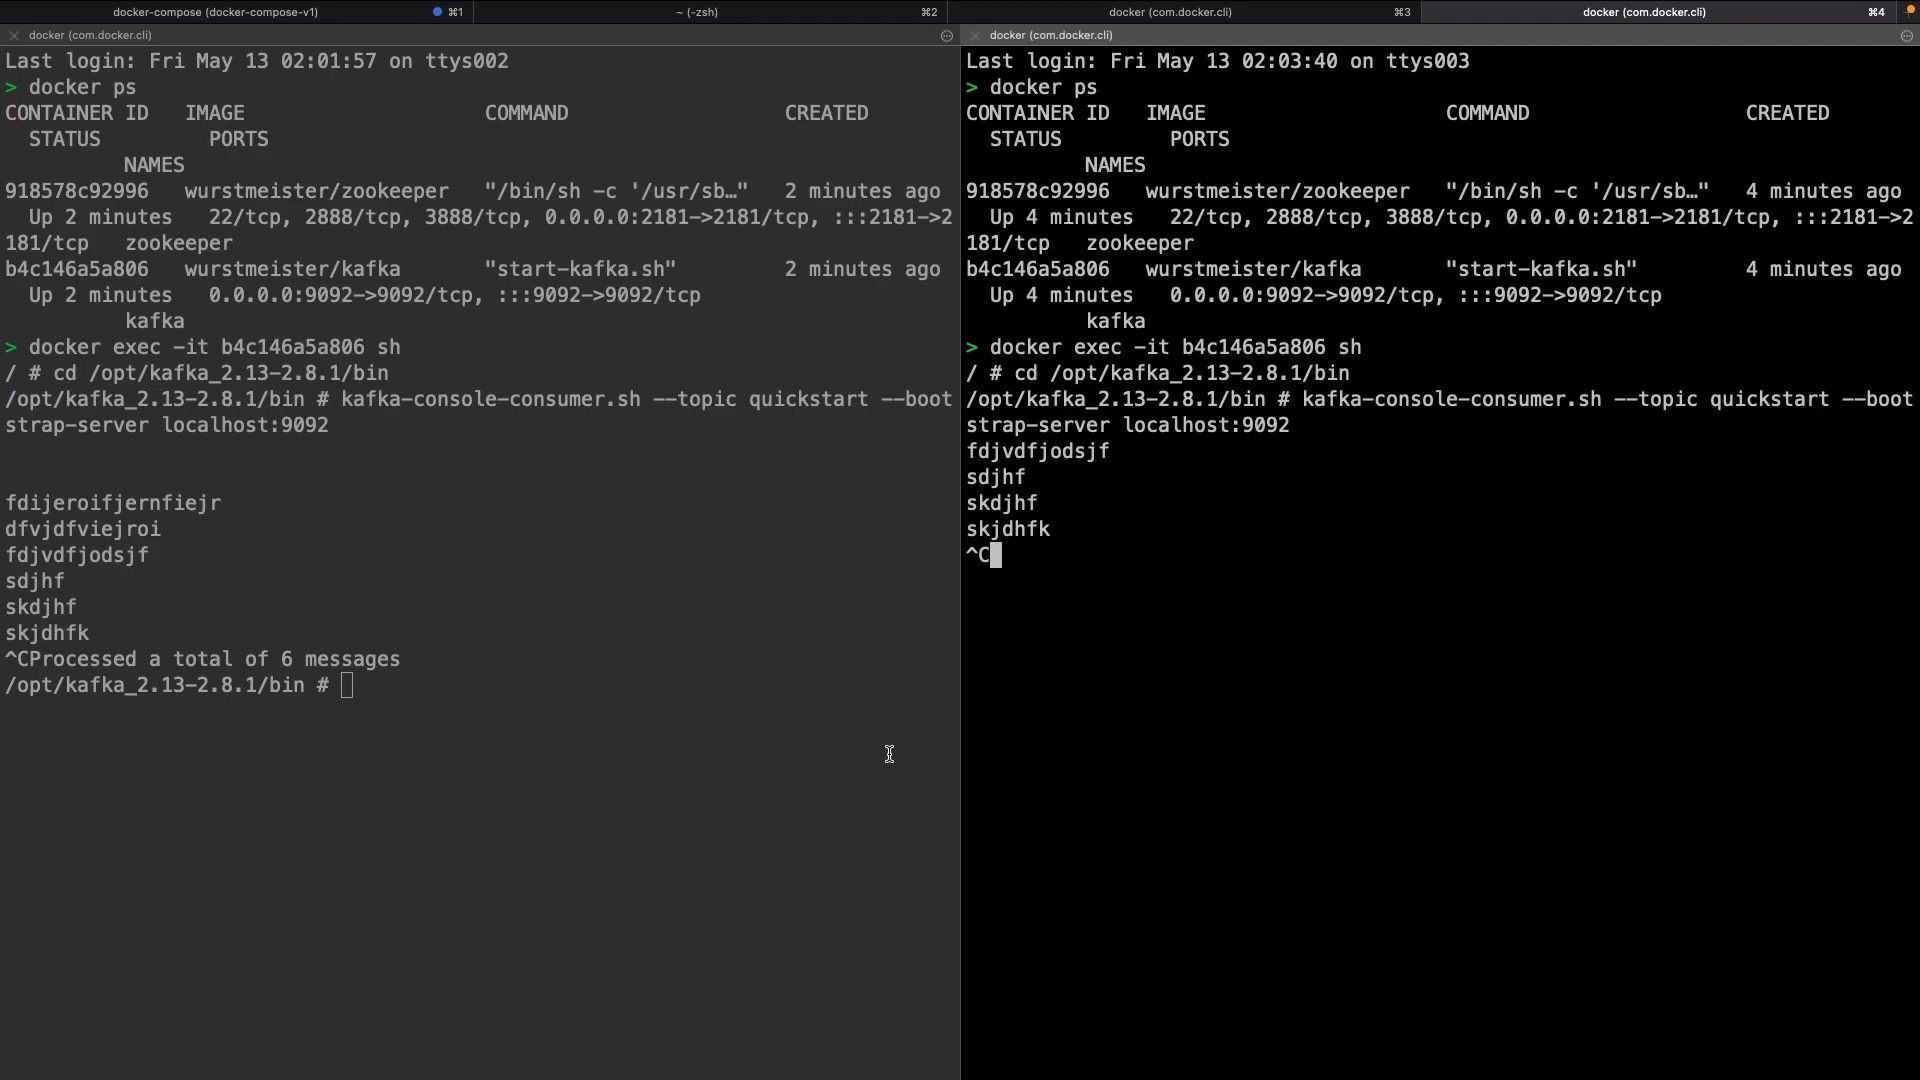 docker-compose (docker-compose-v1) ⌘1 ~ (-zsh) ⌘2 docker (com.docker.cli) ⌘3 docker (com.docker.cli) ⌘4
docker (com.docker.cli)
Last login: Fri May 13 02:01:57 on ttys002
> docker ps
CONTAINER ID   IMAGE                    COMMAND                  CREATED
  STATUS         PORTS
          NAMES
918578c92996   wurstmeister/zookeeper   "/bin/sh -c '/usr/sb…"   2 minutes ago
  Up 2 minutes   22/tcp, 2888/tcp, 3888/tcp, 0.0.0.0:2181->2181/tcp, :::2181->2
181/tcp   zookeeper
b4c146a5a806   wurstmeister/kafka       "start-kafka.sh"         2 minutes ago
  Up 2 minutes   0.0.0.0:9092->9092/tcp, :::9092->9092/tcp
          kafka
> docker exec -it b4c146a5a806 sh
/ # cd /opt/kafka_2.13-2.8.1/bin
/opt/kafka_2.13-2.8.1/bin # kafka-console-consumer.sh --topic quickstart --boot
strap-server localhost:9092
fdijeroifjernfiejr
dfvjdfviejroi
fdjvdfjodsjf
sdjhf
skdjhf
skjdhfk
^CProcessed a total of 6 messages
/opt/kafka_2.13-2.8.1/bin #
docker (com.docker.cli)
Last login: Fri May 13 02:03:40 on ttys003
> docker ps
CONTAINER ID   IMAGE                    COMMAND                  CREATED
  STATUS         PORTS
          NAMES
918578c92996   wurstmeister/zookeeper   "/bin/sh -c '/usr/sb…"   4 minutes ago
  Up 4 minutes   22/tcp, 2888/tcp, 3888/tcp, 0.0.0.0:2181->2181/tcp, :::2181->2
181/tcp   zookeeper
b4c146a5a806   wurstmeister/kafka       "start-kafka.sh"         4 minutes ago
  Up 4 minutes   0.0.0.0:9092->9092/tcp, :::9092->9092/tcp
          kafka
> docker exec -it b4c146a5a806 sh
/ # cd /opt/kafka_2.13-2.8.1/bin
/opt/kafka_2.13-2.8.1/bin # kafka-console-consumer.sh --topic quickstart --boot
strap-server localhost:9092
fdjvdfjodsjf
sdjhf
skdjhf
skjdhfk
^C